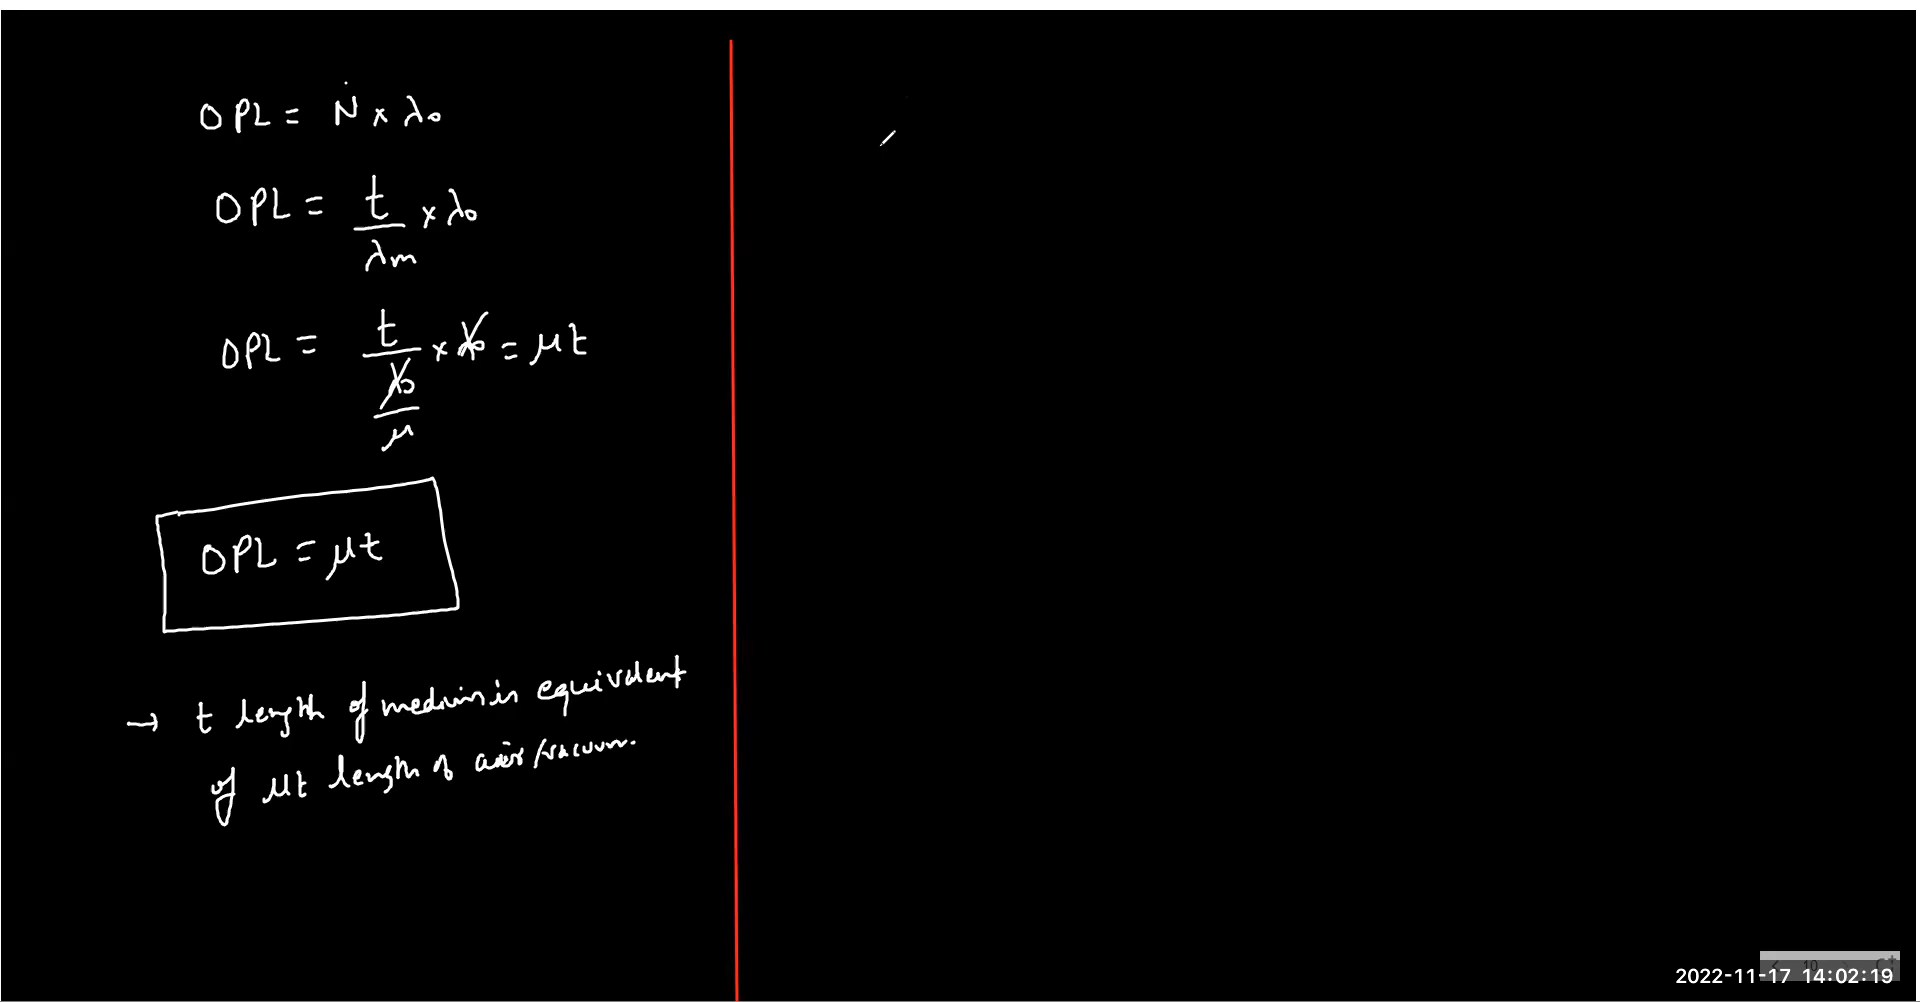 OPL = N × λ₀
OPL = t/λm × λ₀
OPL = t/(λ₀/μ) × λ₀ = μt
OPL = μt
→ t length of medium is equivalent
of μt length of air/vacuum.
2022-11-17 14:02:19